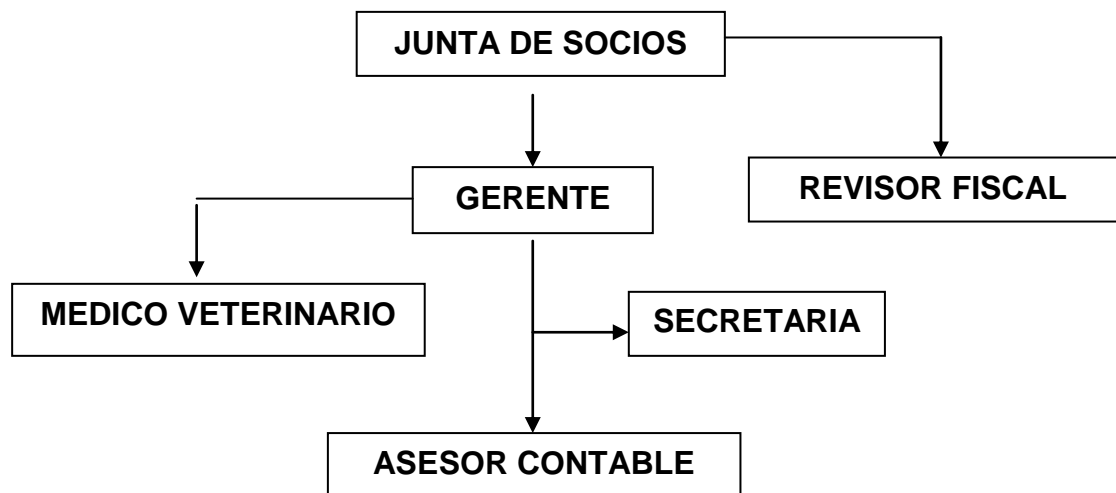 JUNTA DE SOCIOS
GERENTE
REVISOR FISCAL
MEDICO VETERINARIO
SECRETARIA
ASESOR CONTABLE